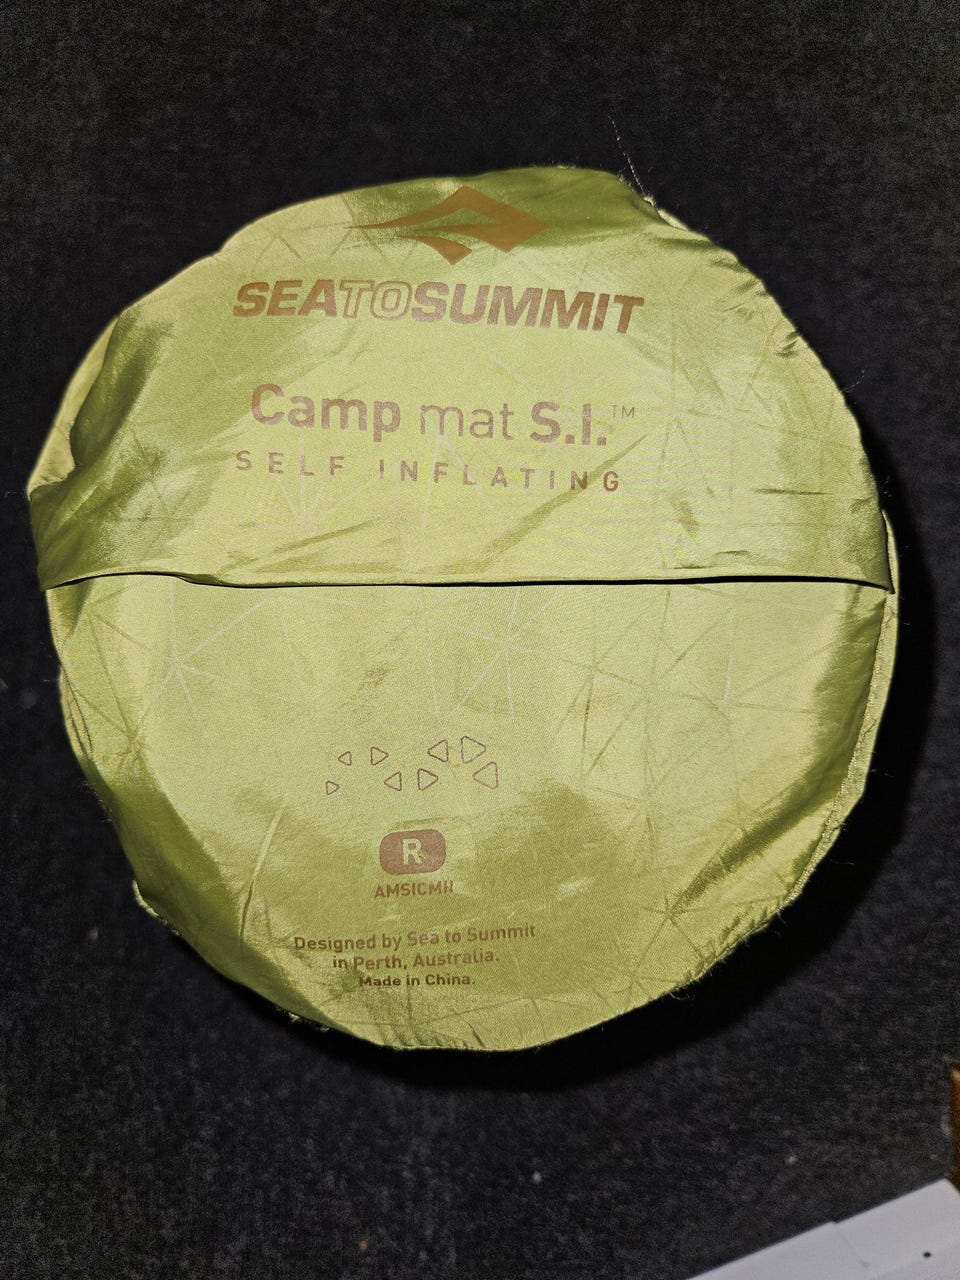 SEATOSUMMIT
Camp mat S.I.™
SELF INFLATING
R
AMSICMR
Designed by Sea to Summit
in Perth, Australia.
Made in China.